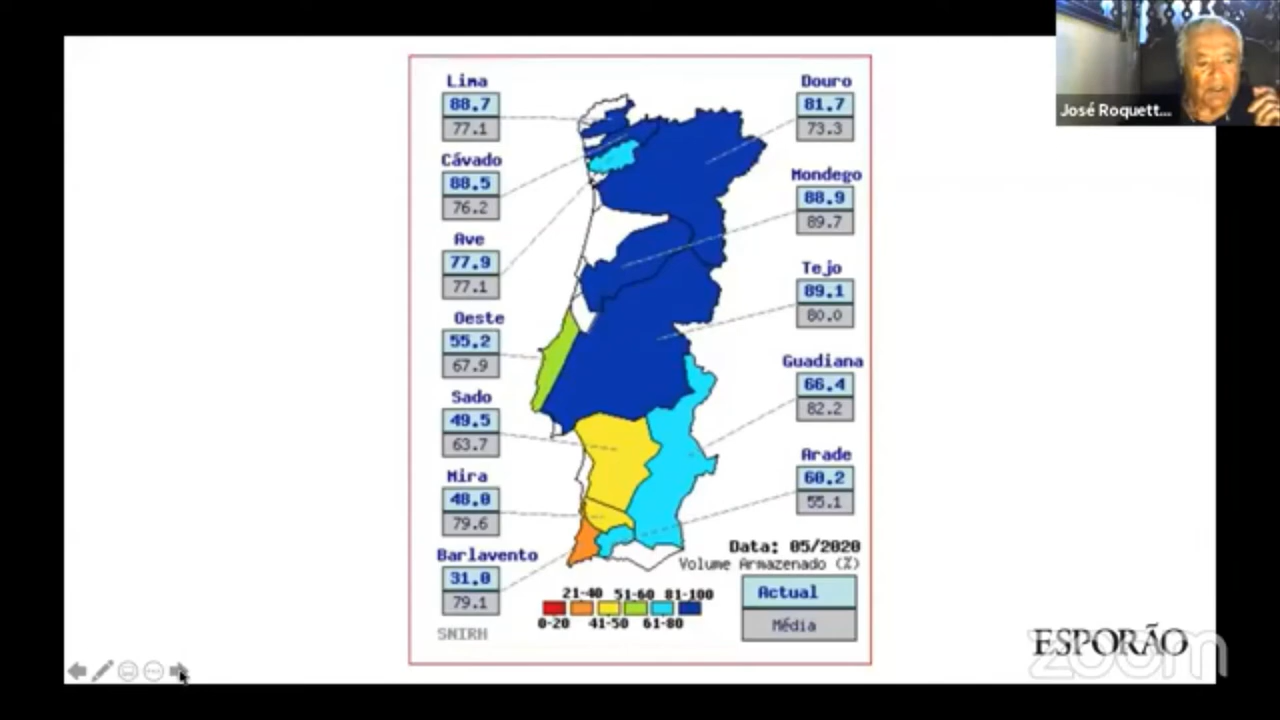 José Roquett...
Lima
88.7
77.1
Cávado
88.5
76.2
Ave
77.9
77.1
Oeste
55.2
67.9
Sado
49.5
63.7
Mira
48.0
79.6
Barlavento
31.0
79.1
SNIRH
Douro
81.7
73.3
Mondego
88.9
89.7
Tejo
89.1
80.0
Guadiana
66.4
82.2
Arade
60.2
55.1
Data: 05/2020
Volume Armazenado (%)
Actual
Média
21-40 51-60 81-100
0-20 41-50 61-80
ESPORÃO
zoom